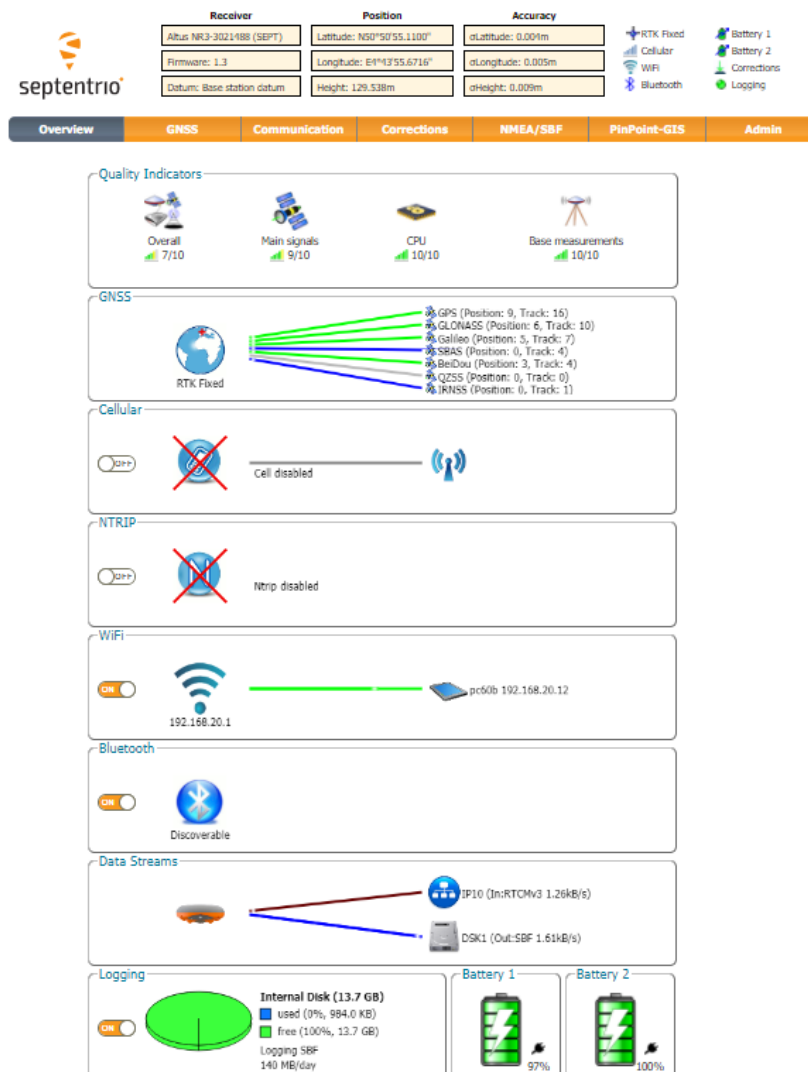 Receiver Position Accuracy
septentrio
Altus NR3-3021488 (SEPT) Latitude: N50°50'55.1100" σLatitude: 0.004m
Firmware: 1.3 Longitude: E4°43'55.6716" σLongitude: 0.005m
Datum: Base station datum Height: 129.538m σHeight: 0.009m
RTK Fixed Battery 1
Cellular Battery 2
WiFi Corrections
Bluetooth Logging
Overview GNSS Communication Corrections NMEA/SBF PinPoint-GIS Admin
Quality Indicators
Overall Main signals CPU Base measurements
7/10 9/10 10/10 10/10
GNSS
GPS (Position: 9, Track: 16)
GLONASS (Position: 6, Track: 10)
Galileo (Position: 5, Track: 7)
SBAS (Position: 0, Track: 4)
BeiDou (Position: 3, Track: 4)
QZSS (Position: 0, Track: 0)
IRNSS (Position: 0, Track: 1)
RTK Fixed
Cellular
OFF
Cell disabled
NTRIP
OFF
Ntrip disabled
WiFi
ON
pc60b 192.168.20.12
192.168.20.1
Bluetooth
ON
Discoverable
Data Streams
IP10 (In:RTCMv3 1.26kB/s)
DSK1 (Out:SBF 1.61kB/s)
Logging
ON
Internal Disk (13.7 GB)
used (0%, 984.0 KB)
free (100%, 13.7 GB)
Logging SBF
140 MB/day
Battery 1
97%
Battery 2
100%